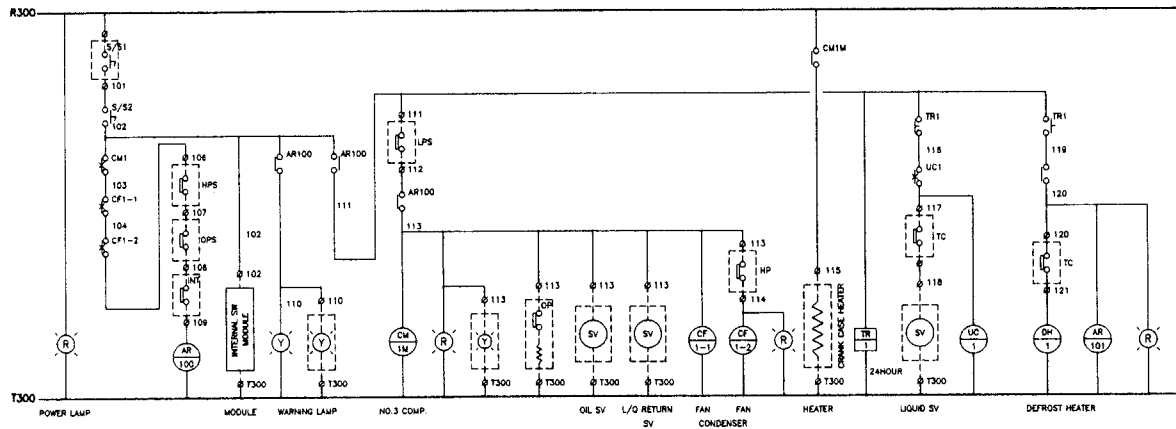 R300
S/S1
101
S/S2
102
CM1
103
CF1-1
104
CF1-2
106
HPS
107
OPS
108
INT
109
AR
100
R
102
102
INTERNAL SW
MODULE
T300
AR100
AR100
111
110
110
Y
Y
T300
111
LPS
112
AR100
113
CM
1M
R
113
Y
T300
113
OP
T300
113
SV
T300
113
SV
T300
CF
1-1
113
HP
114
CF
1-2
R
CM1M
115
CRANK CASE HEATER
T300
TR
1
24HOUR
TR1
116
UC1
117
TC
118
SV
T300
UC
1
TR1
119
120
120
TC
121
DH
1
AR
101
R
T300
POWER LAMP
MODULE
WARNING LAMP
NO.3 COMP.
OIL SV
L/Q RETURN
SV
FAN
FAN
CONDENSER
HEATER
LIQUID SV
DEFROST HEATER